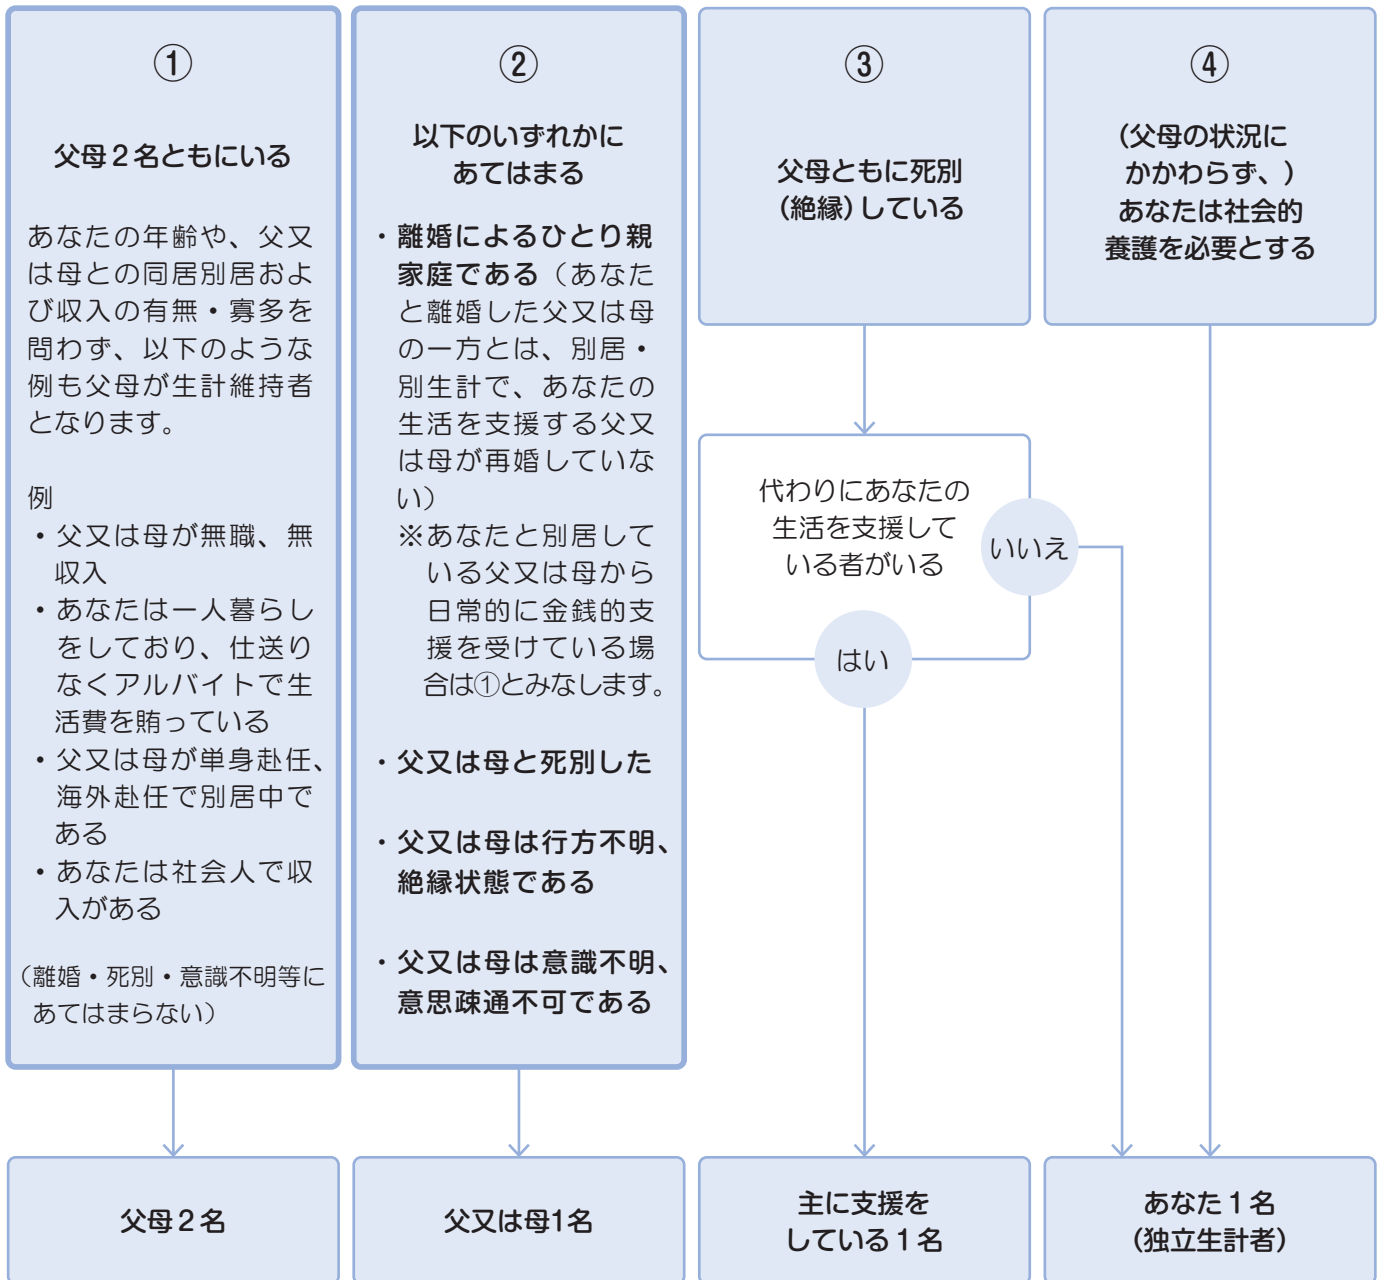 ①
父母２名ともにいる
あなたの年齢や、父又
は母との同居別居およ
び収入の有無・寡多を
問わず、以下のような
例も父母が生計維持者
となります。
例
・父又は母が無職、無
収入
・あなたは一人暮らし
をしており、仕送り
なくアルバイトで生
活費を賄っている
・父又は母が単身赴任、
海外赴任で別居中で
ある
・あなたは社会人で収
入がある
（離婚・死別・意識不明等に
あてはまらない）
父母２名
②
以下のいずれかに
あてはまる
・離婚によるひとり親
家庭である（あなた
と離婚した父又は母
の一方とは、別居・
別生計で、あなたの
生活を支援する父又
は母が再婚していな
い）
※あなたと別居して
いる父又は母から
日常的に金銭的支
援を受けている場
合は①とみなします。
・父又は母と死別した
・父又は母は行方不明、
絶縁状態である
・父又は母は意識不明、
意思疎通不可である
父又は母1名
③
父母ともに死別
（絶縁）している
代わりにあなたの
生活を支援して
いる者がいる
いいえ
はい
主に支援を
している１名
④
（父母の状況に
かかわらず、）
あなたは社会的
養護を必要とする
あなた１名
（独立生計者）